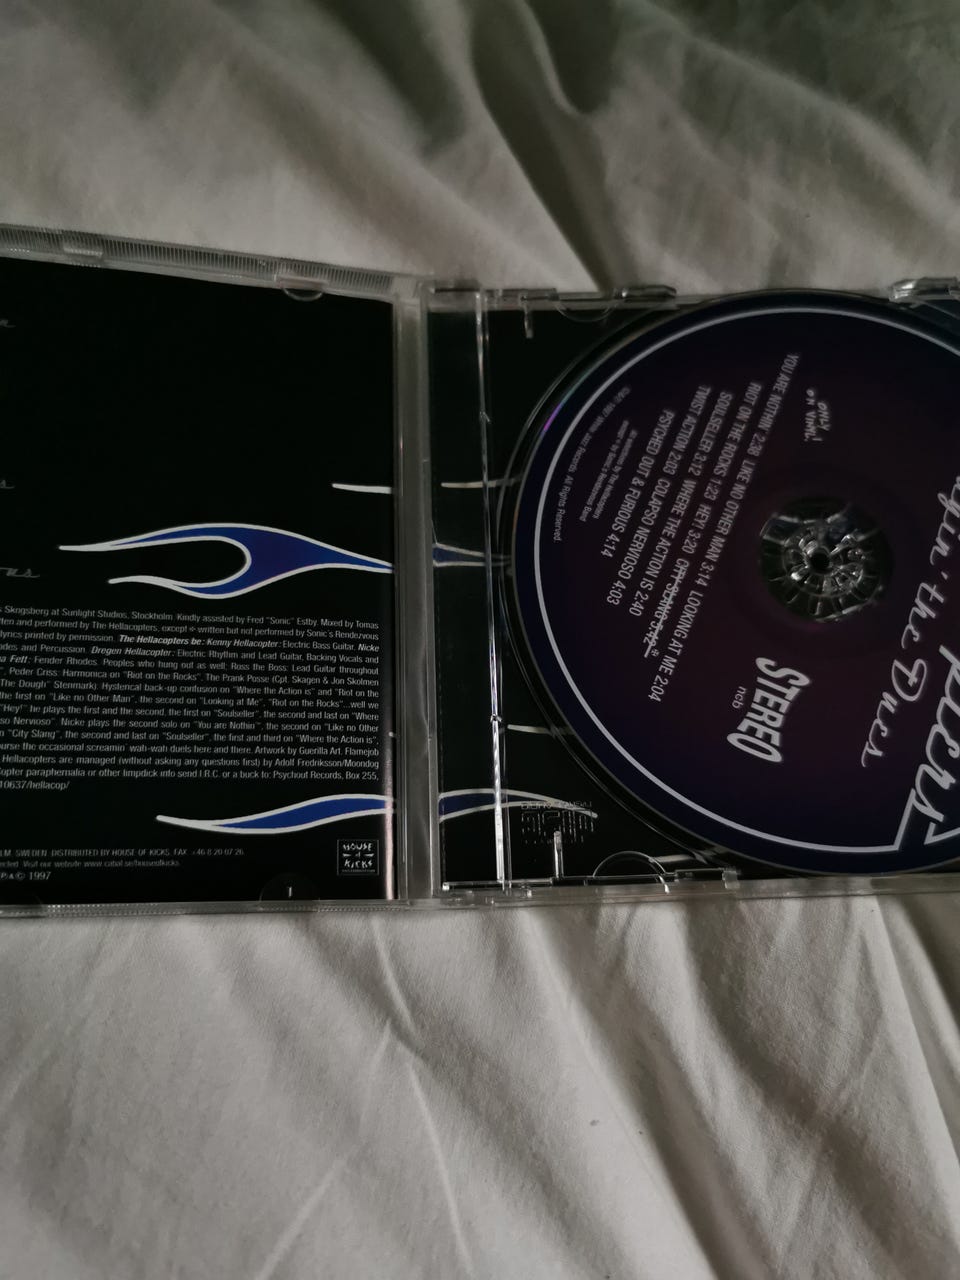 s Skogsberg at Sunlight Studios, Stockholm. Kindly assisted by Fred "Sonic" Estby. Mixed by Tomas
tten and performed by The Hellacopters, except written but not performed by Sonic's Rendezvous
lyrics printed by permission. The Hellacopters be: Kenny Hellacopter: Electric Bass Guitar. Nicke
odes and Percussion. Dregen Hellacopter: Electric Rhythm and Lead Guitar, Backing Vocals and
a Fett: Fender Rhodes. Peoples who hung out as well: Ross the Boss: Lead Guitar throughout
", Peder Criss: Harmonica on "Riot on the Rocks", The Prank Posse (Cpt. Skagen & Jon Skolmen
The Dough" Stenmark): Hysterical back-up confusion on "Where the Action is" and "Riot on the
the first on "Like no Other Man", the second on "Looking at Me", "Riot on the Rocks"...well we
"Hey!" he plays the first and the second, the first on "Soulseller", the second and last on "Where
so Nervioso". Nicke plays the second solo on "You are Nothin'", the second on "Like no Other
n "City Slang", the second and last on "Soulseller", the first and third on "Where the Action is",
urse the occasional screamin' wah-wah duels here and there. Artwork by Guerilla Art. Flamejob
Hellacopters are managed (without asking any questions first) by Adolf Fredriksson/Moondog
opter paraphernalia or other limpdick info send I.R.C. or a buck to: Psychout Records, Box 255,
10637/hellacop/
LM, SWEDEN. DISTRIBUTED BY HOUSE OF KICKS, FAX: +46 8 20 07 26.
ected. Visit our website www.cabal.se/houseofkicks.
P.A © 1997
HOUSE
of
KICKS
gin' the Dues
pters
ONLY
ON VINYL!
YOU ARE NOTHIN' 2:38 LIKE NO OTHER MAN 3:14 LOOKING AT ME 2:04
RIOT ON THE ROCKS 1:23 HEY! 3:20 CITY SLANG 5:42
SOULSELLER 3:12 WHERE THE ACTION IS 2:40
TWIST ACTION 2:03 COLAPSO NERVIOSO 4:03
PSYCHED OUT & FURIOUS 4:14
1997 White Jazz Records. All Rights Reserved.
STEREO
ncb